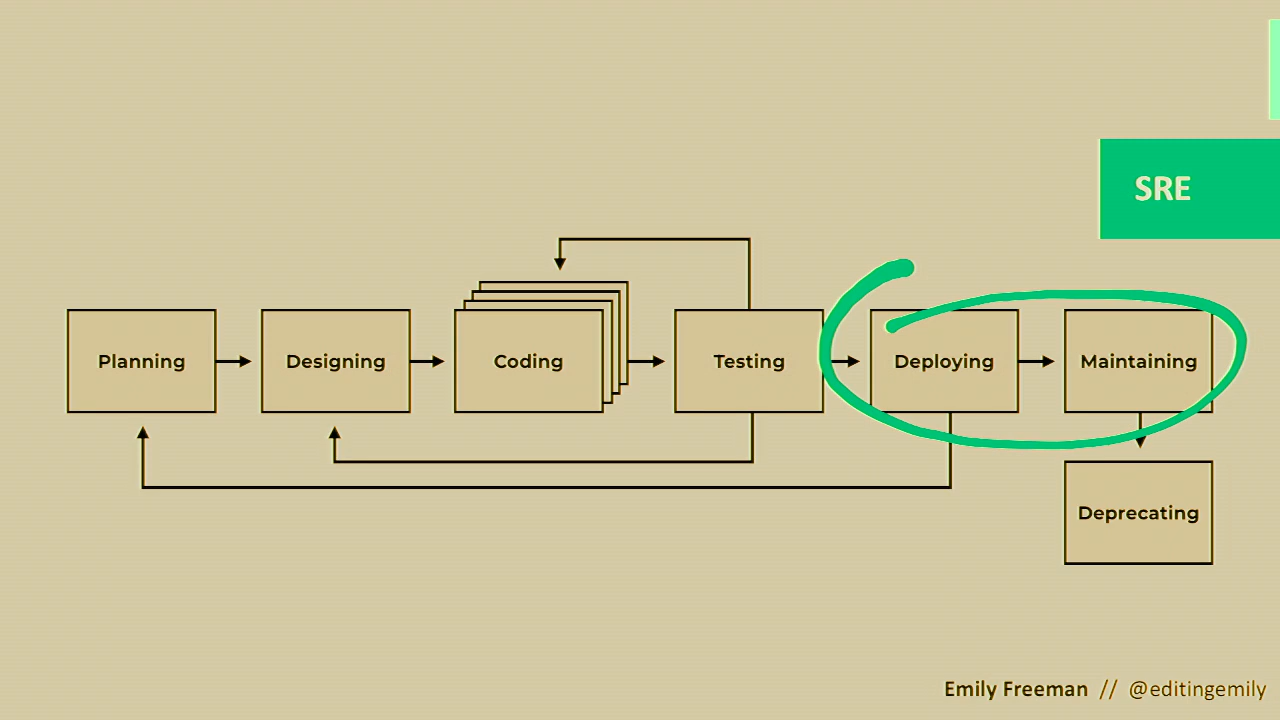 SRE
Planning
Designing
Coding
Testing
Deploying
Maintaining
Deprecating
Emily Freeman // @editingemily